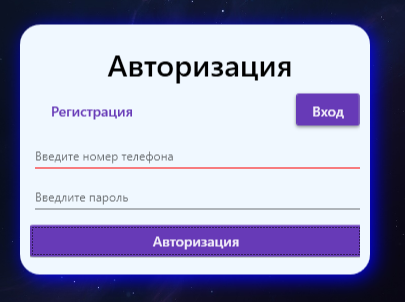 Авторизация
Регистрация Вход
Введите номер телефона
Введлите пароль
Авторизация